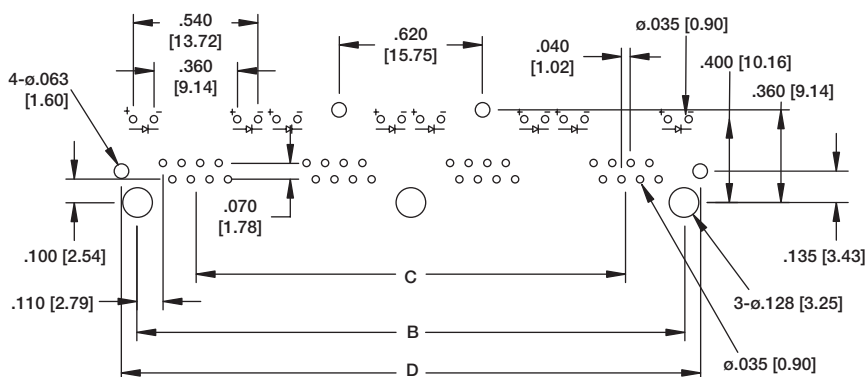 .540
[13.72]
.620
[15.75]
.040
[1.02]
ø.035 [0.90]
.400 [10.16]
.360
[9.14]
.360 [9.14]
4-ø.063
[1.60]
+ - + - + - + - + - + - + - + -
.070
[1.78]
.100 [2.54]
.135 [3.43]
.110 [2.79]
C
3-ø.128 [3.25]
B
ø.035 [0.90]
D